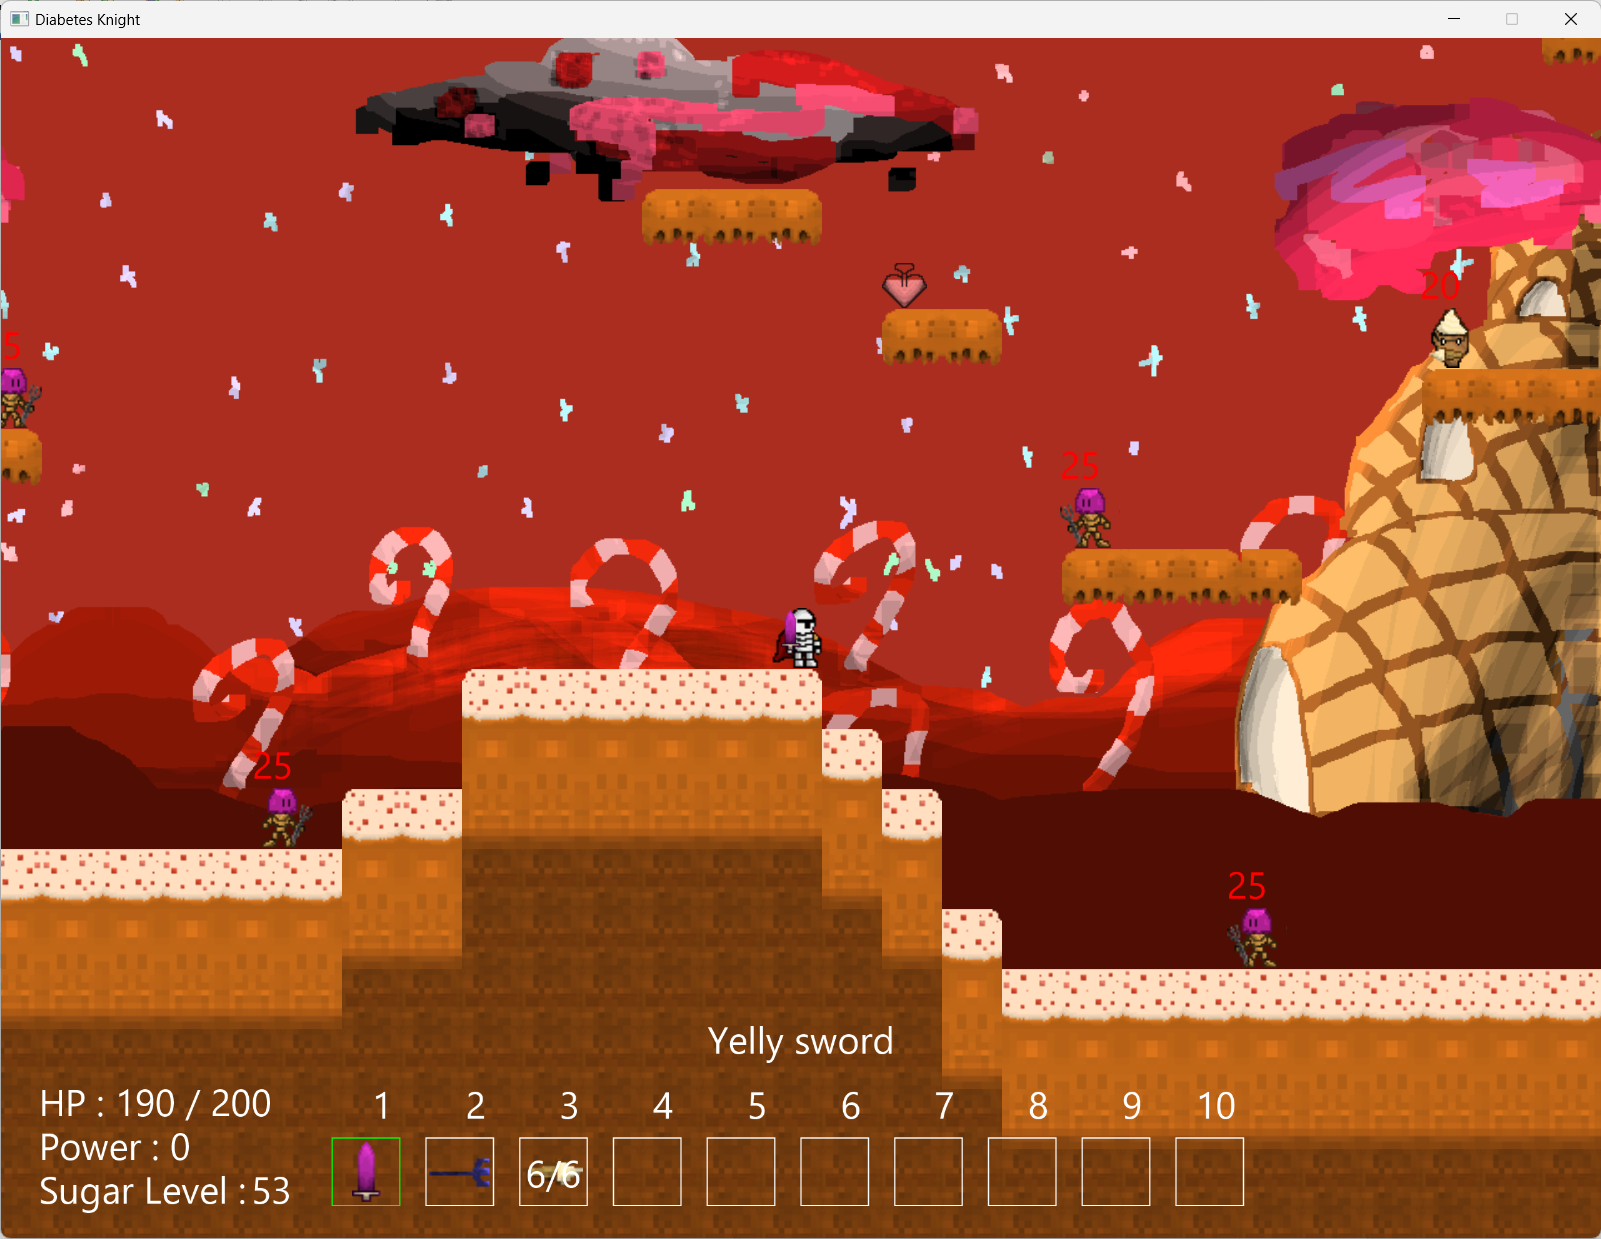 Diabetes Knight
20
5
25
25
25
Yelly sword
HP : 190 / 200
1 2 3 4 5 6 7 8 9 10
Power : 0
6/6
Sugar Level : 53